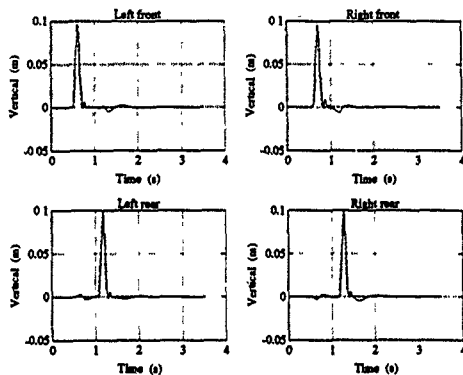 Left front
Right front
0.1
0.05
0
-0.05
Vertical (m)
0 1 2 3 4
Time (s)
0.1
0.05
0
-0.05
Vertical (m)
0 1 2 3 4
Time (s)
Left rear
Right rear
0.1
0.05
0
-0.05
Vertical (m)
0 1 2 3 4
Time (s)
0.1
0.05
0
-0.05
Vertical (m)
0 1 2 3 4
Time (s)